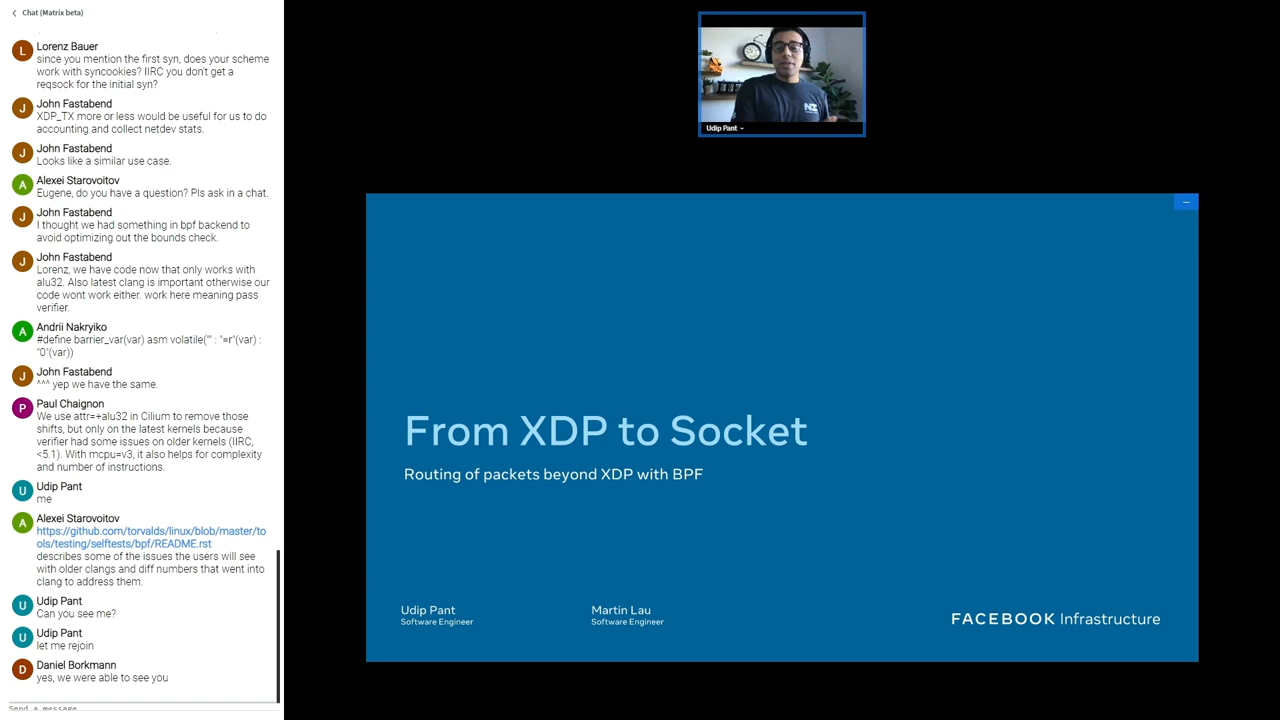 Chat (Matrix beta)
L
Lorenz Bauer
since you mention the first syn, does your scheme
work with syncookies? IIRC you don't get a
reqsock for the initial syn?
J
John Fastabend
XDP_TX more or less would be useful for us to do
accounting and collect netdev stats.
J
John Fastabend
Looks like a similar use case.
A
Alexei Starovoitov
Eugene, do you have a question? Pls ask in a chat.
J
John Fastabend
I thought we had something in bpf backend to
avoid optimizing out the bounds check.
J
John Fastabend
Lorenz, we have code now that only works with
alu32. Also latest clang is important otherwise our
code wont work either. work here meaning pass
verifier.
A
Andrii Nakryiko
#define barrier_var(var) asm volatile("" : "=r"(var) :
"0"(var))
J
John Fastabend
^^^ yep we have the same.
P
Paul Chaignon
We use attr=+alu32 in Cilium to remove those
shifts, but only on the latest kernels because
verifier had some issues on older kernels (IIRC,
<5.1). With mcpu=v3, it also helps for complexity
and number of instructions.
U
Udip Pant
me
A
Alexei Starovoitov
https://github.com/torvalds/linux/blob/master/to
ols/testing/selftests/bpf/README.rst
describes some of the issues the users will see
with older clangs and diff numbers that went into
clang to address them.
U
Udip Pant
Can you see me?
U
Udip Pant
let me rejoin
D
Daniel Borkmann
yes, we were able to see you
Send a message
Udip Pant
From XDP to Socket
Routing of packets beyond XDP with BPF
Udip Pant
Software Engineer
Martin Lau
Software Engineer
FACEBOOK Infrastructure